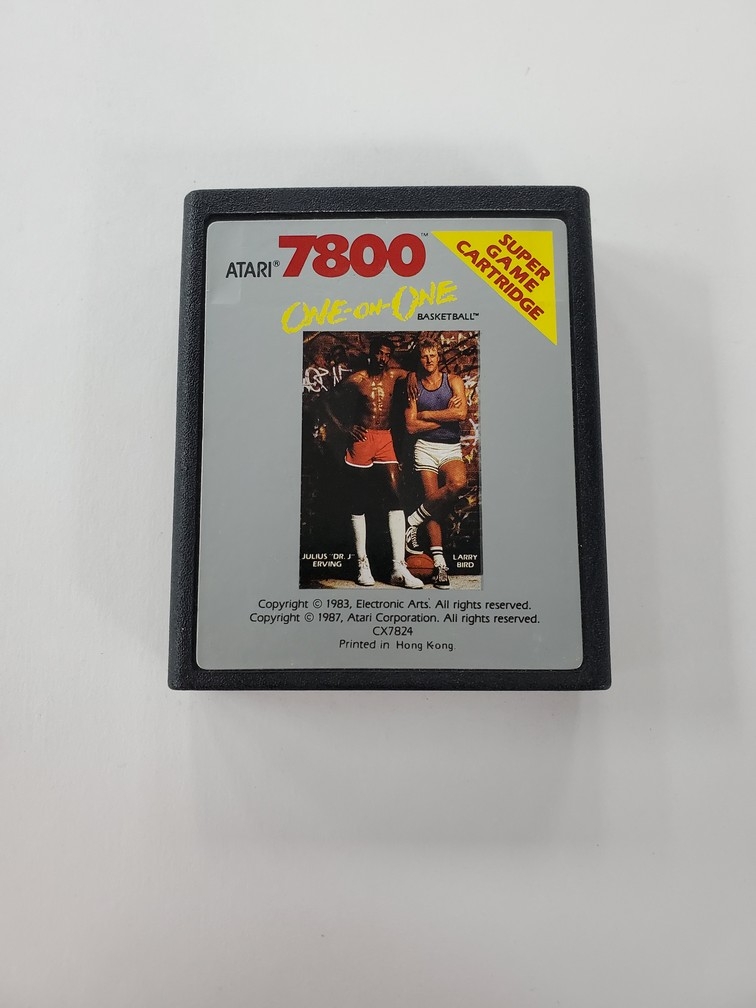 ATARI® 7800™
SUPER
GAME
CARTRIDGE
ONE-ON-ONE
BASKETBALL™
JULIUS "DR. J"
ERVING
LARRY
BIRD
Copyright © 1983, Electronic Arts. All rights reserved.
Copyright © 1987, Atari Corporation. All rights reserved.
CX7824
Printed in Hong Kong.